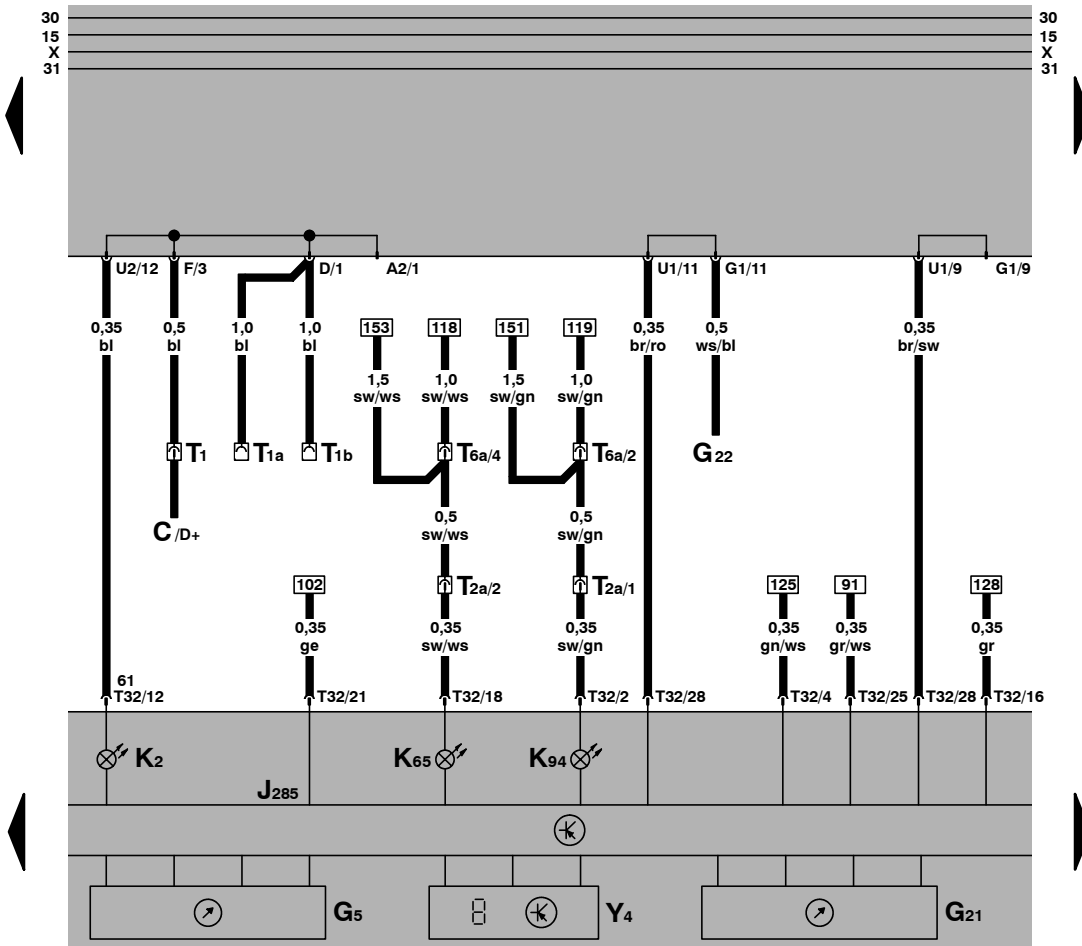 30 30
15 15
X X
31 31
U2/12 F/3 D/1 A2/1 U1/11 G1/11 U1/9 G1/9
153 118 151 119
0,35 0,5 1,0 1,0 0,35 0,5 0,35
bl bl bl bl br/ro ws/bl br/sw
1,5 1,0 1,5 1,0
sw/ws sw/ws sw/gn sw/gn
T1 T1a T1b T6a/4 T6a/2 G22
0,5 0,5
sw/ws sw/gn
C/D+
102 T2a/2 T2a/1 125 91 128
0,35 0,35 0,35 0,35 0,35 0,35
ge sw/ws sw/gn gn/ws gr/ws gr
61
T32/12 T32/21 T32/18 T32/2 T32/28 T32/4 T32/25 T32/28 T32/16
K2 K65 K94
J285
8
G5 Y4 G21